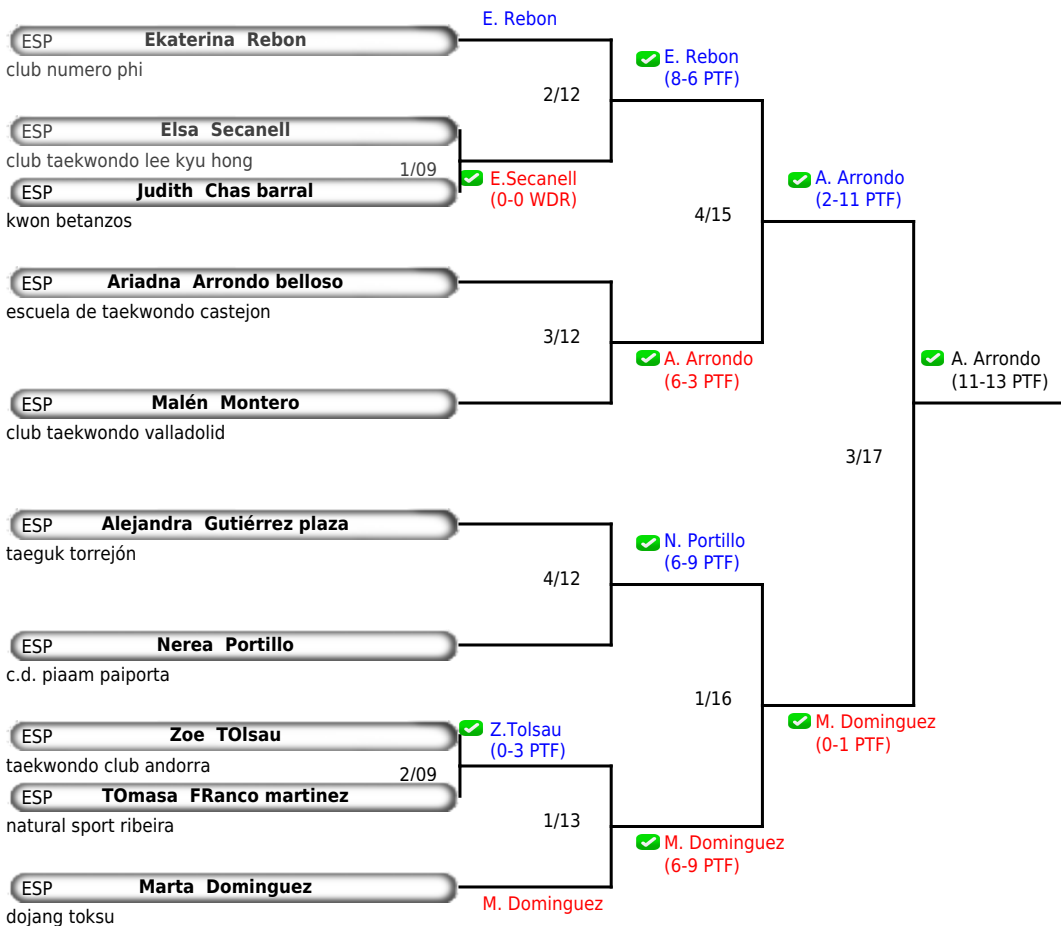 E. Rebon
ESP Ekaterina Rebon
club numero phi
E. Rebon
(8-6 PTF)
2/12
ESP Elsa Secanell
club taekwondo lee kyu hong
1/09
E.Secanell
(0-0 WDR)
ESP Judith Chas barral
kwon betanzos
A. Arrondo
(2-11 PTF)
4/15
ESP Ariadna Arrondo belloso
escuela de taekwondo castejon
3/12
A. Arrondo
(6-3 PTF)
A. Arrondo
(11-13 PTF)
ESP Malén Montero
club taekwondo valladolid
3/17
ESP Alejandra Gutiérrez plaza
taeguk torrejón
N. Portillo
(6-9 PTF)
4/12
ESP Nerea Portillo
c.d. piaam paiporta
1/16
M. Dominguez
(0-1 PTF)
ESP Zoe TOlsau
taekwondo club andorra
Z.Tolsau
(0-3 PTF)
2/09
ESP TOmasa FRanco martinez
natural sport ribeira
1/13
M. Dominguez
(6-9 PTF)
ESP Marta Dominguez
dojang toksu
M. Dominguez